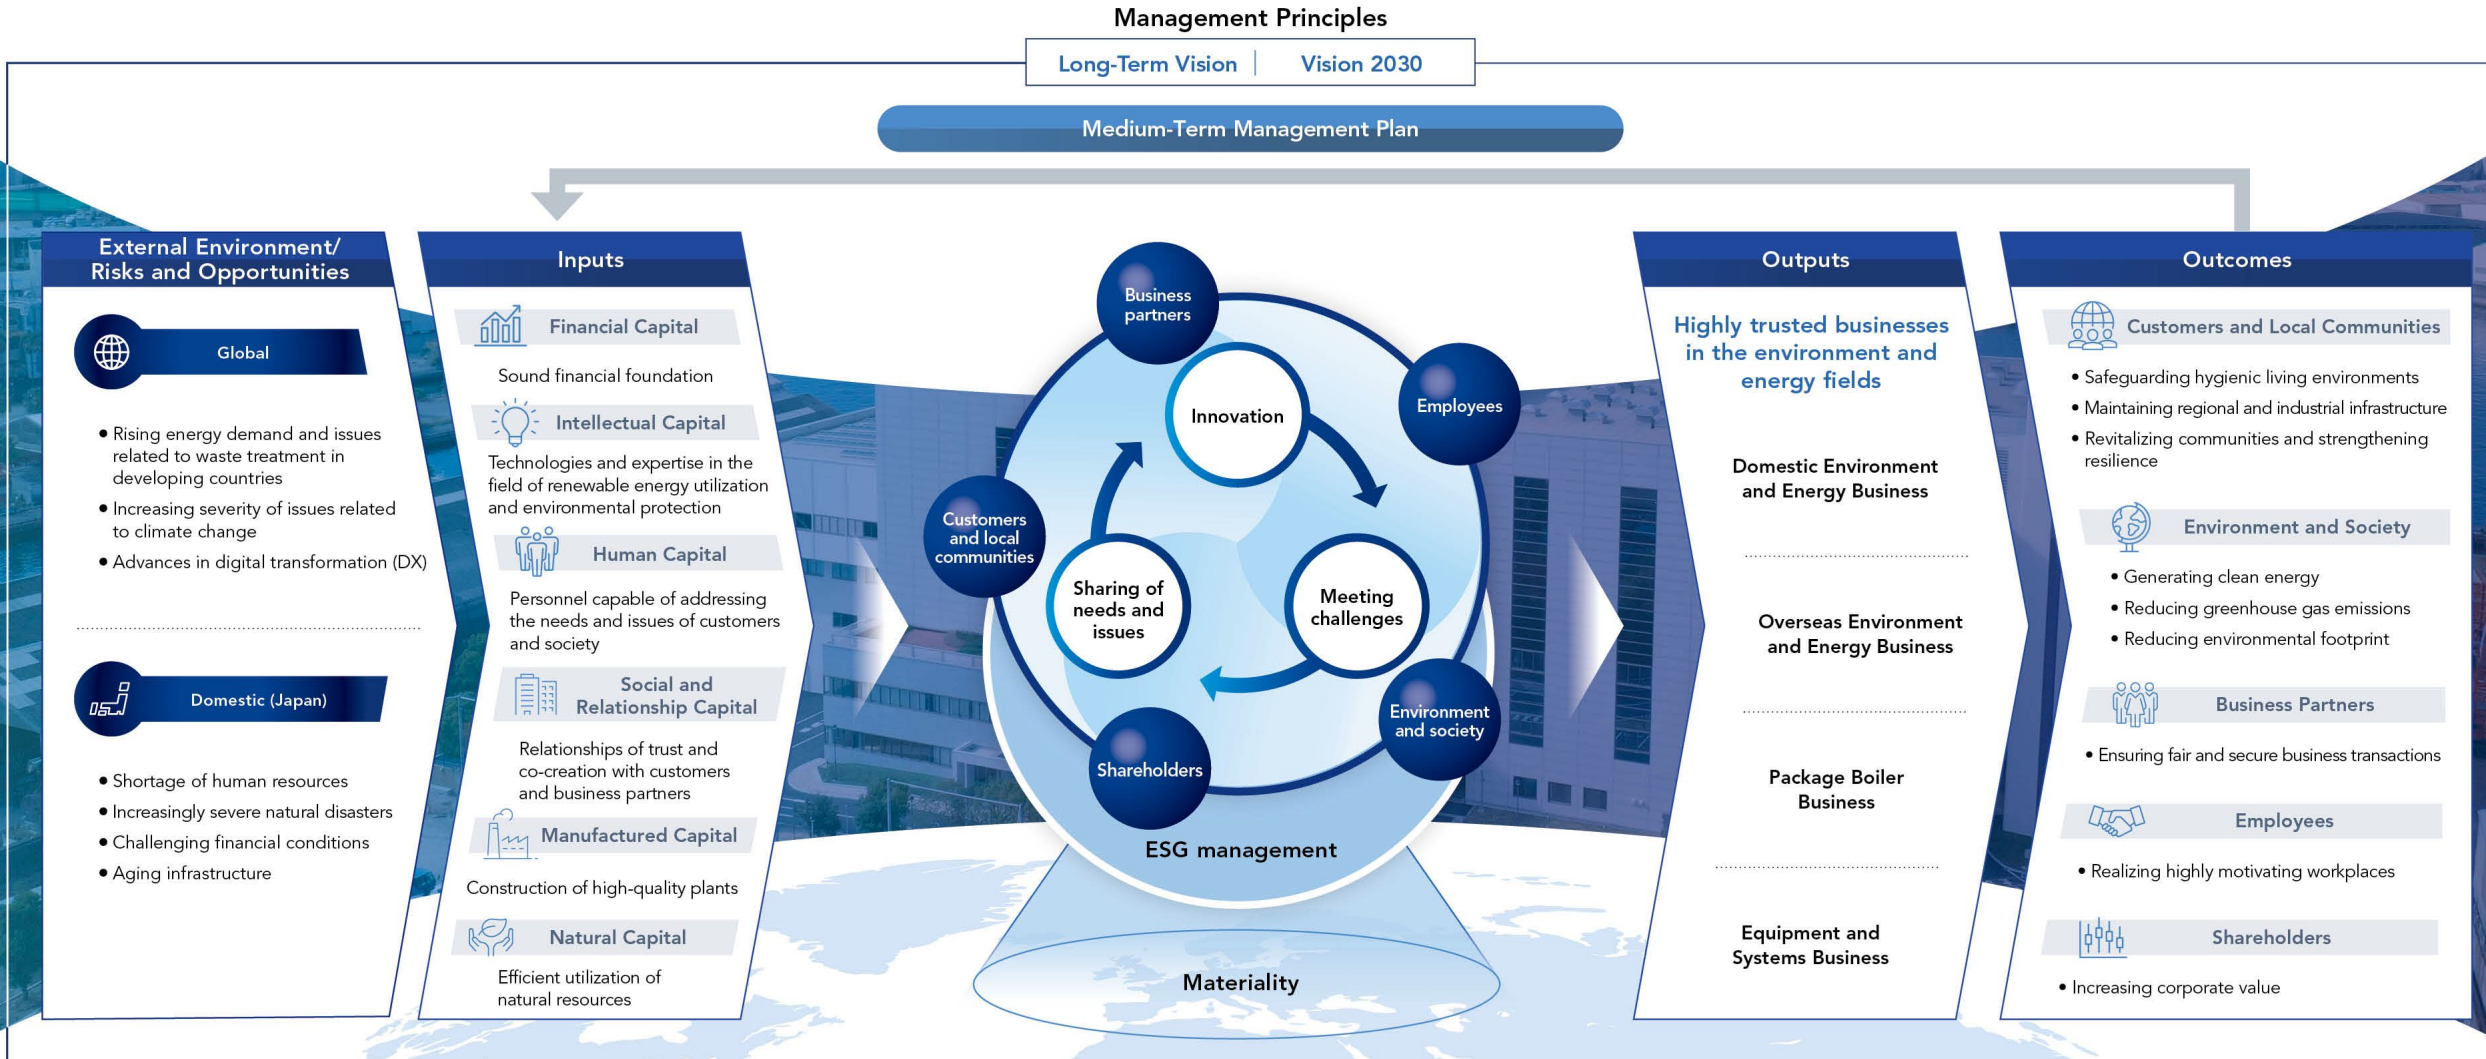 Management Principles
Long-Term Vision | Vision 2030
Medium-Term Management Plan
External Environment/
Risks and Opportunities
Global
• Rising energy demand and issues
related to waste treatment in
developing countries
• Increasing severity of issues related
to climate change
• Advances in digital transformation (DX)
Domestic (Japan)
• Shortage of human resources
• Increasingly severe natural disasters
• Challenging financial conditions
• Aging infrastructure
Inputs
Financial Capital
Sound financial foundation
Intellectual Capital
Technologies and expertise in the
field of renewable energy utilization
and environmental protection
Human Capital
Personnel capable of addressing
the needs and issues of customers
and society
Social and
Relationship Capital
Relationships of trust and
co-creation with customers
and business partners
Manufactured Capital
Construction of high-quality plants
Natural Capital
Efficient utilization of
natural resources
Business
partners
Employees
Customers
and local
communities
Environment
and society
Shareholders
Innovation
Meeting
challenges
Sharing of
needs and
issues
ESG management
Materiality
Outputs
Highly trusted businesses
in the environment and
energy fields
Domestic Environment
and Energy Business
Overseas Environment
and Energy Business
Package Boiler
Business
Equipment and
Systems Business
Outcomes
Customers and Local Communities
• Safeguarding hygienic living environments
• Maintaining regional and industrial infrastructure
• Revitalizing communities and strengthening
resilience
Environment and Society
• Generating clean energy
• Reducing greenhouse gas emissions
• Reducing environmental footprint
Business Partners
• Ensuring fair and secure business transactions
Employees
• Realizing highly motivating workplaces
Shareholders
• Increasing corporate value